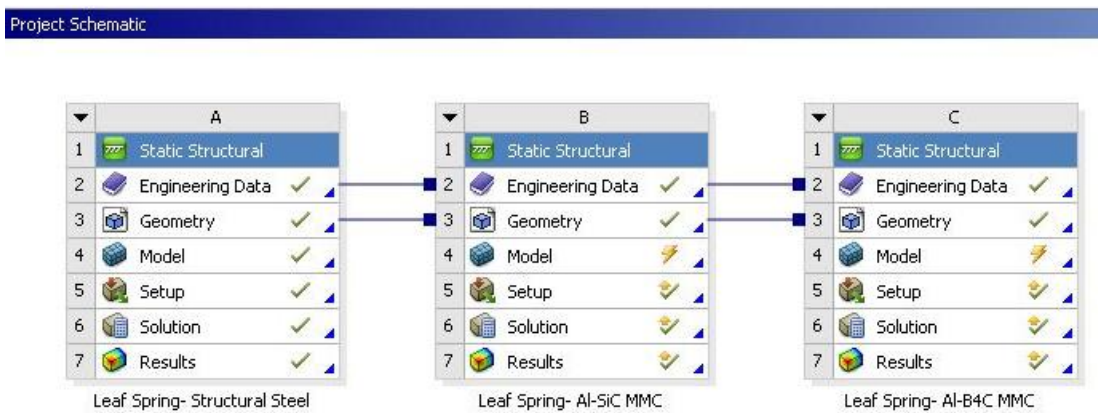 Project Schematic
A
1 Static Structural
2 Engineering Data
3 Geometry
4 Model
5 Setup
6 Solution
7 Results
Leaf Spring- Structural Steel
B
1 Static Structural
2 Engineering Data
3 Geometry
4 Model
5 Setup
6 Solution
7 Results
Leaf Spring- Al-SiC MMC
C
1 Static Structural
2 Engineering Data
3 Geometry
4 Model
5 Setup
6 Solution
7 Results
Leaf Spring- Al-B4C MMC